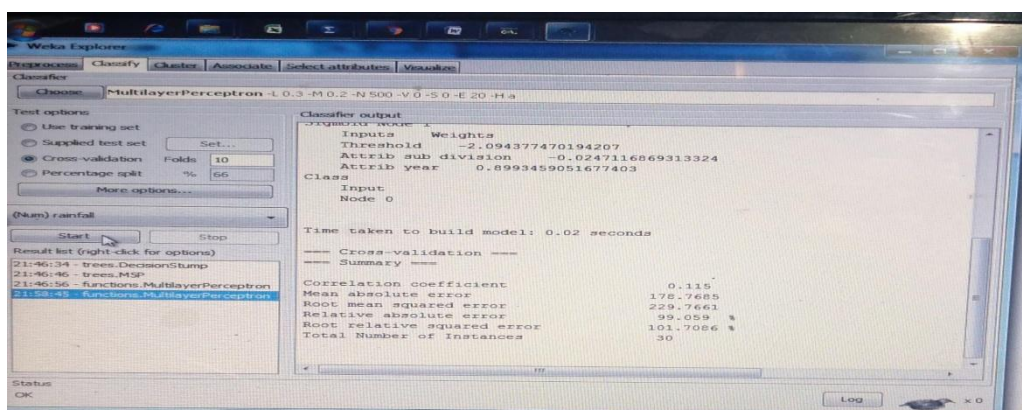 Weka Explorer
Preprocess Classify Cluster Associate Select attributes Visualize
Classifier
Choose MultilayerPerceptron -L 0.3 -M 0.2 -N 500 -V 0 -S 0 -E 20 -H a
Test options
Use training set
Supplied test set Set...
Cross-validation Folds 10
Percentage split % 66
More options...
(Num) rainfall
Start Stop
Result list (right-click for options)
21:46:34 - trees.DecisionStump
21:46:46 - trees.M5P
21:46:56 - functions.MultilayerPerceptron
21:58:45 - functions.MultilayerPerceptron
Classifier output
Sigmoid Node 1
Inputs Weights
Threshold -2.094377470194207
Attrib sub division -0.0247116869313324
Attrib year 0.8993459051677403
Class
Input
Node 0
Time taken to build model: 0.02 seconds
=== Cross-validation ===
=== Summary ===
Correlation coefficient 0.115
Mean absolute error 178.7685
Root mean squared error 229.7661
Relative absolute error 99.059 %
Root relative squared error 101.7086 %
Total Number of Instances 30
Status
OK
Log
x 0